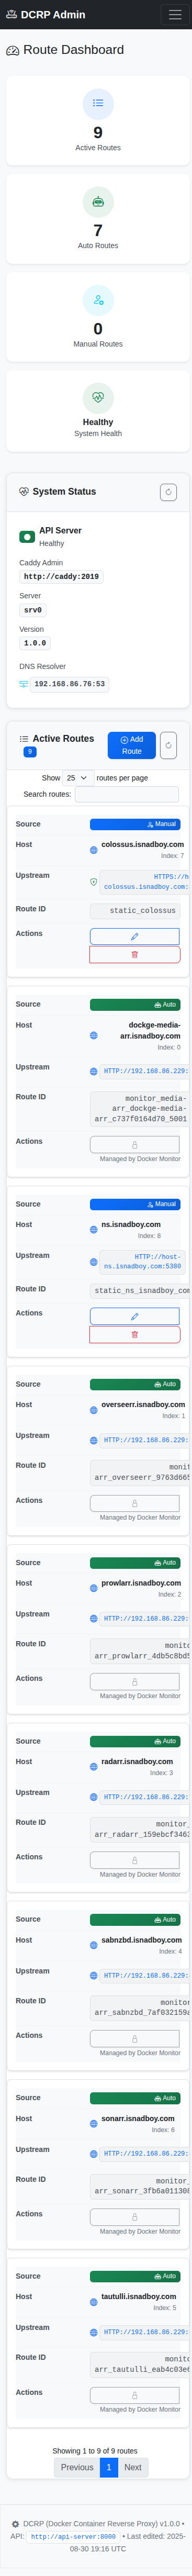 DCRP Admin
Route Dashboard
9
Active Routes
7
Auto Routes
0
Manual Routes
Healthy
System Health
System Status
API Server
Healthy
Caddy Admin
http://caddy:2019
Server
srv0
Version
1.0.0
DNS Resolver
192.168.86.76:53
Active Routes
9
Add
Route
Show 25 routes per page
Search routes:
Source Manual
Host colossus.isnadboy.com
Index: 7
Upstream HTTPS://h
colossus.isnadboy.com:
Route ID static_colossus
Actions
Source Auto
Host dockge-media-
arr.isnadboy.com
Index: 0
Upstream HTTP://192.168.86.229:
Route ID monitor_media-
arr_dockge-media-
arr_c737f0164d70_5001
Actions
Managed by Docker Monitor
Source Manual
Host ns.isnadboy.com
Index: 8
Upstream HTTP://host-
ns.isnadboy.com:5380
Route ID static_ns_isnadboy_com
Actions
Source Auto
Host overseerr.isnadboy.com
Index: 1
Upstream HTTP://192.168.86.229:
Route ID monit
arr_overseerr_9763d665
Actions
Managed by Docker Monitor
Source Auto
Host prowlarr.isnadboy.com
Index: 2
Upstream HTTP://192.168.86.229:
Route ID monito
arr_prowlarr_4db5c8bd5
Actions
Managed by Docker Monitor
Source Auto
Host radarr.isnadboy.com
Index: 3
Upstream HTTP://192.168.86.229:
Route ID monitor_
arr_radarr_159ebcf3463
Actions
Managed by Docker Monitor
Source Auto
Host sabnzbd.isnadboy.com
Index: 4
Upstream HTTP://192.168.86.229:
Route ID monitor
arr_sabnzbd_7af032159a
Actions
Managed by Docker Monitor
Source Auto
Host sonarr.isnadboy.com
Index: 6
Upstream HTTP://192.168.86.229:
Route ID monitor_
arr_sonarr_3fb6a011308
Actions
Managed by Docker Monitor
Source Auto
Host tautulli.isnadboy.com
Index: 5
Upstream HTTP://192.168.86.229:
Route ID monito
arr_tautulli_eab4c03e6
Actions
Managed by Docker Monitor
Showing 1 to 9 of 9 routes
Previous 1 Next
DCRP (Docker Container Reverse Proxy) v1.0.0 •
API: http://api-server:8000 • Last edited: 2025-
08-30 19:16 UTC